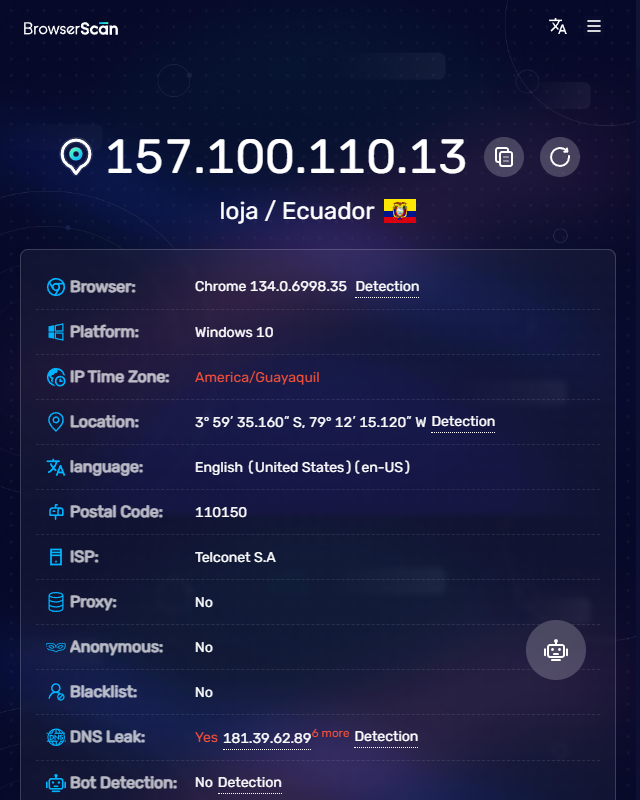 BrowserScan
157.100.110.13
loja / Ecuador
Browser: Chrome 134.0.6998.35 Detection
Platform: Windows 10
IP Time Zone: America/Guayaquil
Location: 3° 59′ 35.160″ S, 79° 12′ 15.120″ W Detection
language: English (United States) (en-US)
Postal Code: 110150
ISP: Telconet S.A
Proxy: No
Anonymous: No
Blacklist: No
DNS Leak: Yes 181.39.62.89 6 more Detection
Bot Detection: No Detection